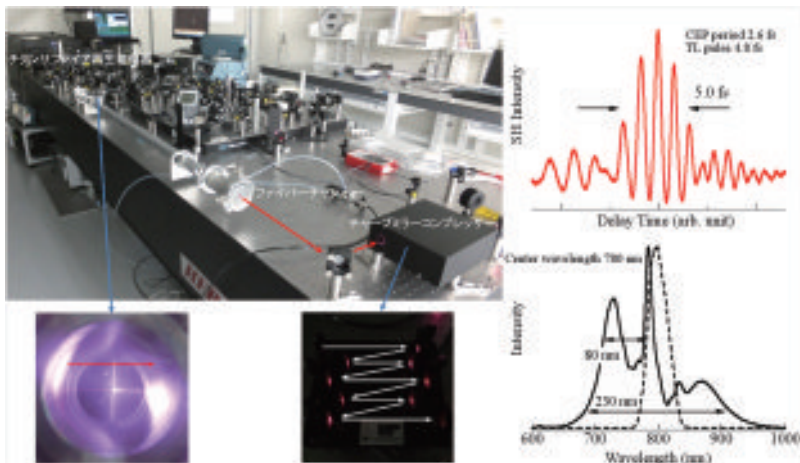 ファイバー
チャープミラーコンプレッサー
CEP period 2.6 fs
TL pulse 4.8 fs
5.0 fs
SH Intensity
Delay Time (arb. unit)
Center wavelength 780 nm
Intensity
80 nm
230 nm
600
700
800
900
1000
Wavelength (nm)